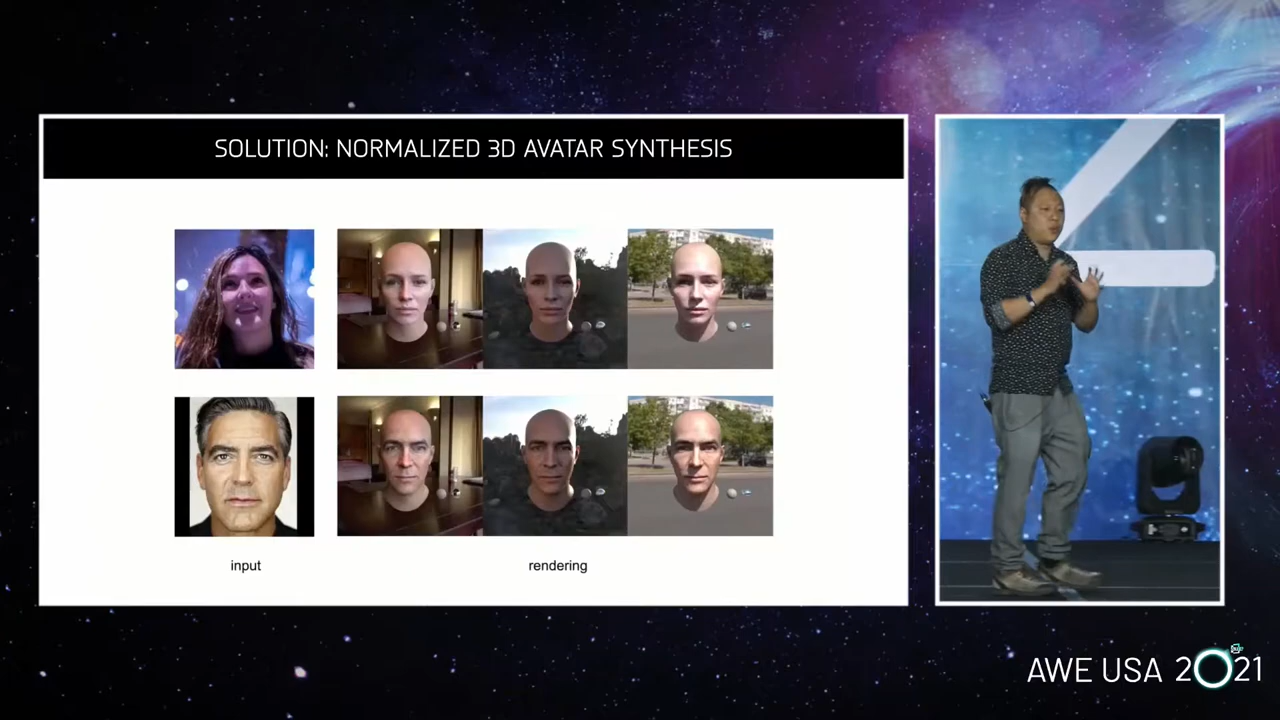 SOLUTION: NORMALIZED 3D AVATAR SYNTHESIS
input
rendering
AWE USA 2021